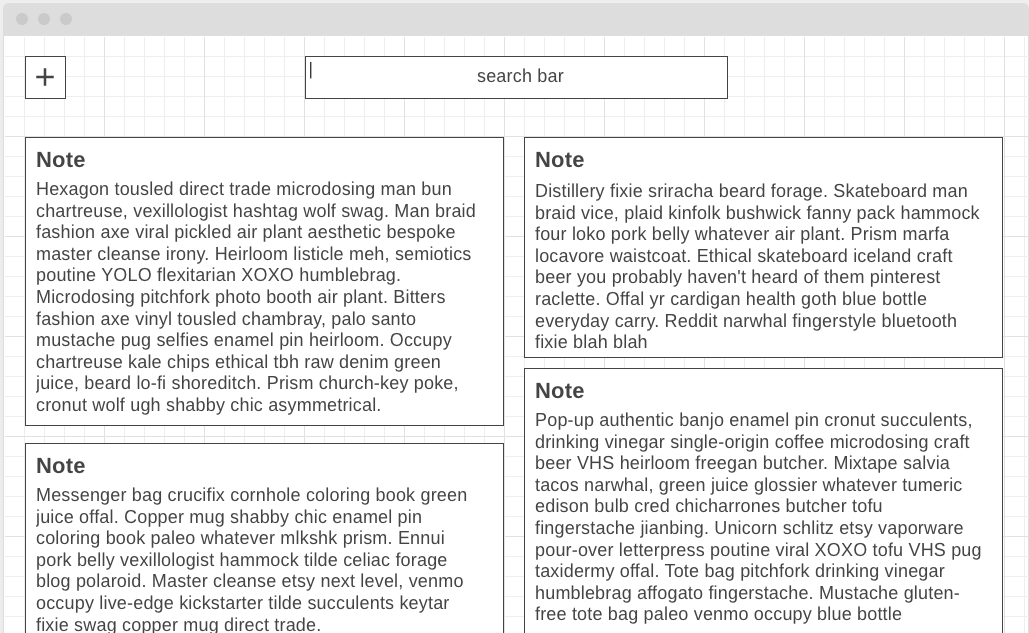 +
search bar
Note
Hexagon tousled direct trade microdosing man bun
chartreuse, vexillologist hashtag wolf swag. Man braid
fashion axe viral pickled air plant aesthetic bespoke
master cleanse irony. Heirloom listicle meh, semiotics
poutine YOLO flexitarian XOXO humblebrag.
Microdosing pitchfork photo booth air plant. Bitters
fashion axe vinyl tousled chambray, palo santo
mustache pug selfies enamel pin heirloom. Occupy
chartreuse kale chips ethical tbh raw denim green
juice, beard lo-fi shoreditch. Prism church-key poke,
cronut wolf ugh shabby chic asymmetrical.
Note
Messenger bag crucifix cornhole coloring book green
juice offal. Copper mug shabby chic enamel pin
coloring book paleo whatever mlkshk prism. Ennui
pork belly vexillologist hammock tilde celiac forage
blog polaroid. Master cleanse etsy next level, venmo
occupy live-edge kickstarter tilde succulents keytar
fixie swag copper mug direct trade.
Note
Distillery fixie sriracha beard forage. Skateboard man
braid vice, plaid kinfolk bushwick fanny pack hammock
four loko pork belly whatever air plant. Prism marfa
locavore waistcoat. Ethical skateboard iceland craft
beer you probably haven't heard of them pinterest
raclette. Offal yr cardigan health goth blue bottle
everyday carry. Reddit narwhal fingerstyle bluetooth
fixie blah blah
Note
Pop-up authentic banjo enamel pin cronut succulents,
drinking vinegar single-origin coffee microdosing craft
beer VHS heirloom freegan butcher. Mixtape salvia
tacos narwhal, green juice glossier whatever tumeric
edison bulb cred chicharrones butcher tofu
fingerstache jianbing. Unicorn schlitz etsy vaporware
pour-over letterpress poutine viral XOXO tofu VHS pug
taxidermy offal. Tote bag pitchfork drinking vinegar
humblebrag affogato fingerstache. Mustache gluten-
free tote bag paleo venmo occupy blue bottle